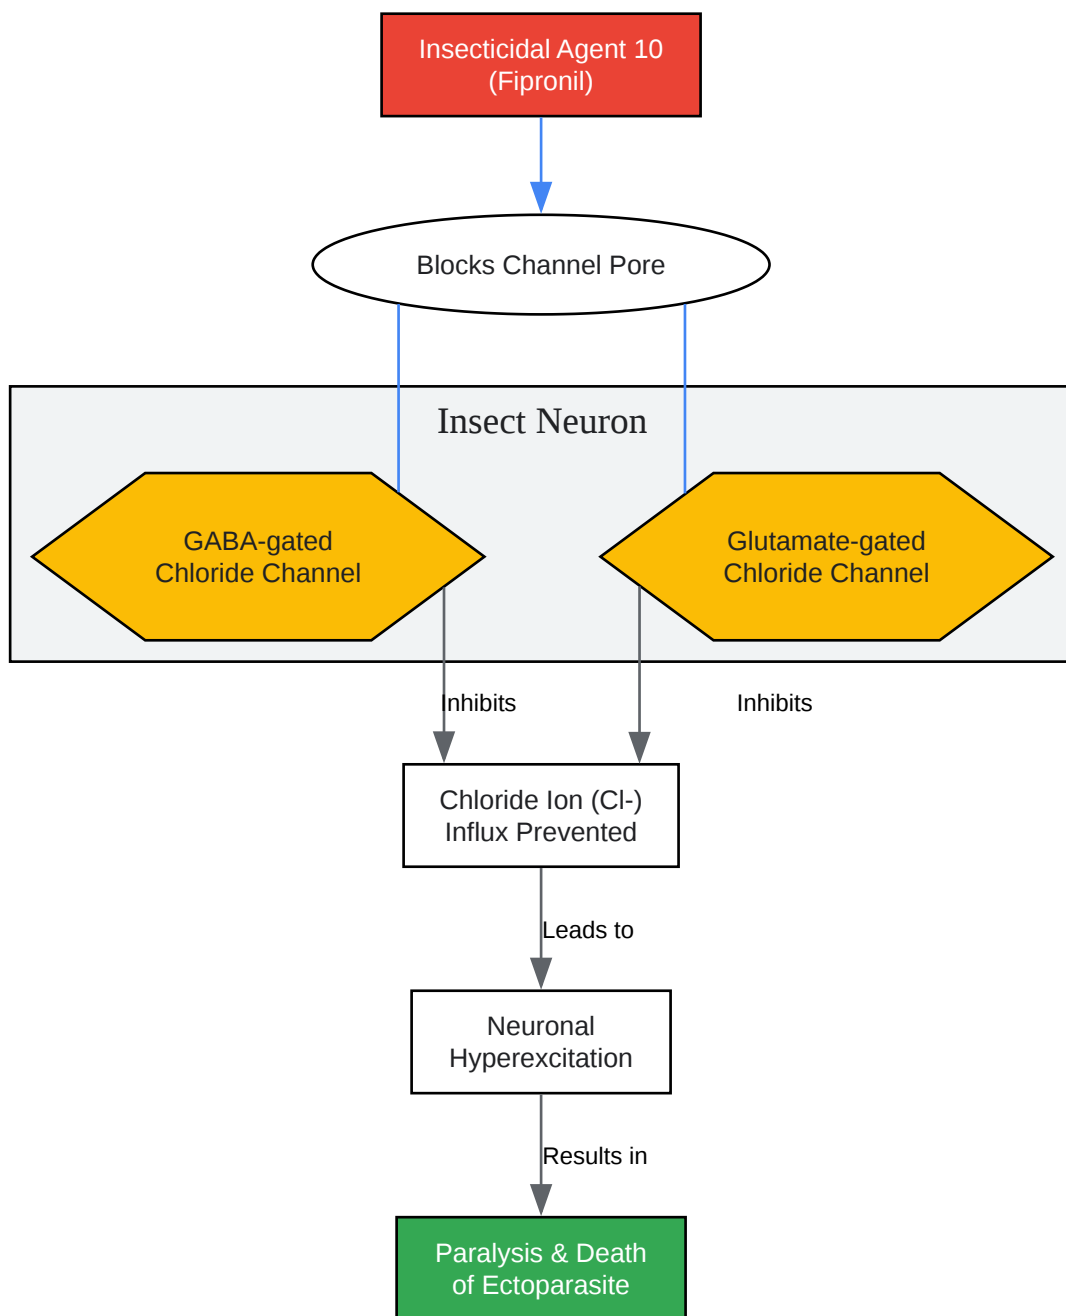 Insecticidal Agent 10
(Fipronil)
Blocks Channel Pore
Insect Neuron
GABA-gated
Chloride Channel
Glutamate-gated
Chloride Channel
Inhibits
Inhibits
Chloride Ion (Cl-)
Influx Prevented
Leads to
Neuronal
Hyperexcitation
Results in
Paralysis & Death
of Ectoparasite